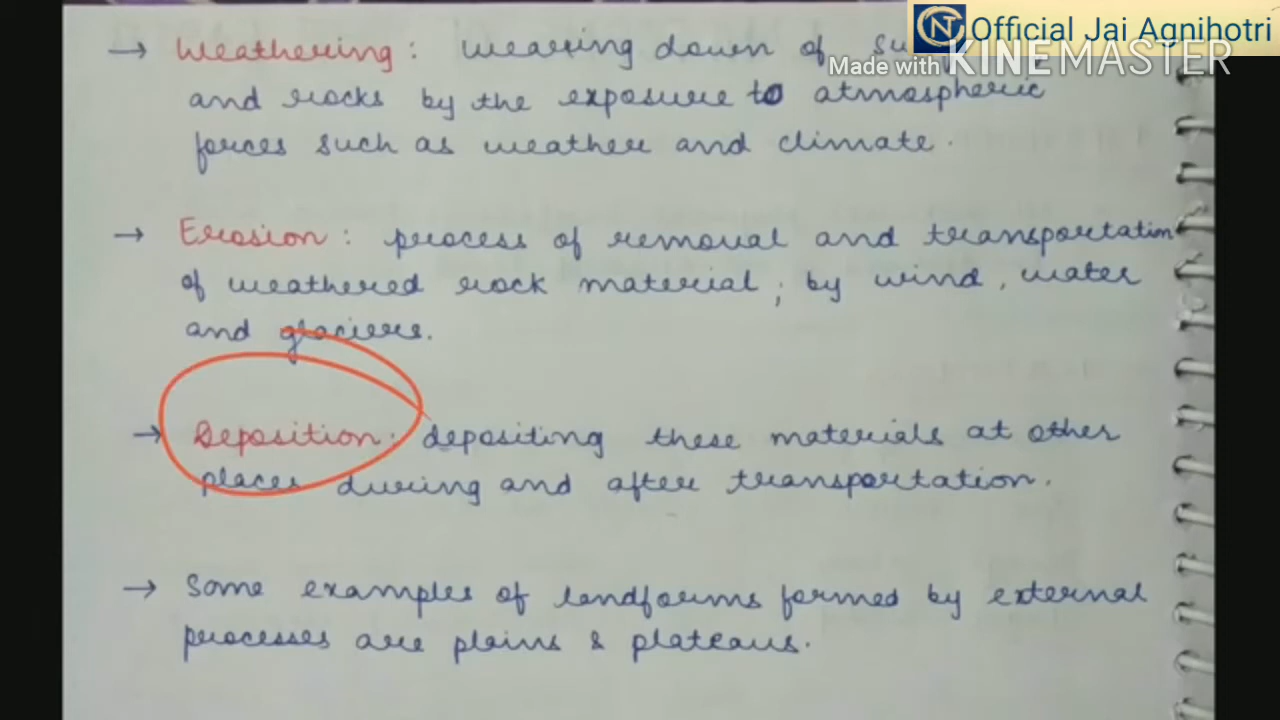 Official Jai Agnihotri
Made with KINEMASTER
→ Weathering: wearing down of
and rocks by the exposure to atmospheric
forces such as weather and climate.
→ Erosion: process of removal and transportation
of weathered rock material; by wind, water
and glaciers.
→ Deposition: depositing these materials at other
places during and after transportation.
→ Some examples of landforms formed by external
processes are plains & plateaus.